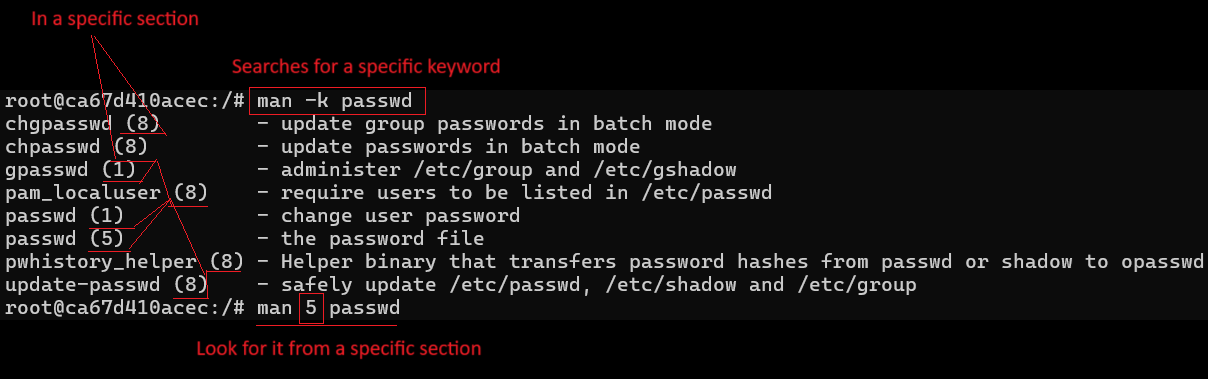 In a specific section
Searches for a specific keyword
root@ca67d410acec:/# man -k passwd
chgpasswd (8) - update group passwords in batch mode
chpasswd (8) - update passwords in batch mode
gpasswd (1) - administer /etc/group and /etc/gshadow
pam_localuser (8) - require users to be listed in /etc/passwd
passwd (1) - change user password
passwd (5) - the password file
pwhistory_helper (8) - Helper binary that transfers password hashes from passwd or shadow to opasswd
update-passwd (8) - safely update /etc/passwd, /etc/shadow and /etc/group
root@ca67d410acec:/# man 5 passwd
Look for it from a specific section